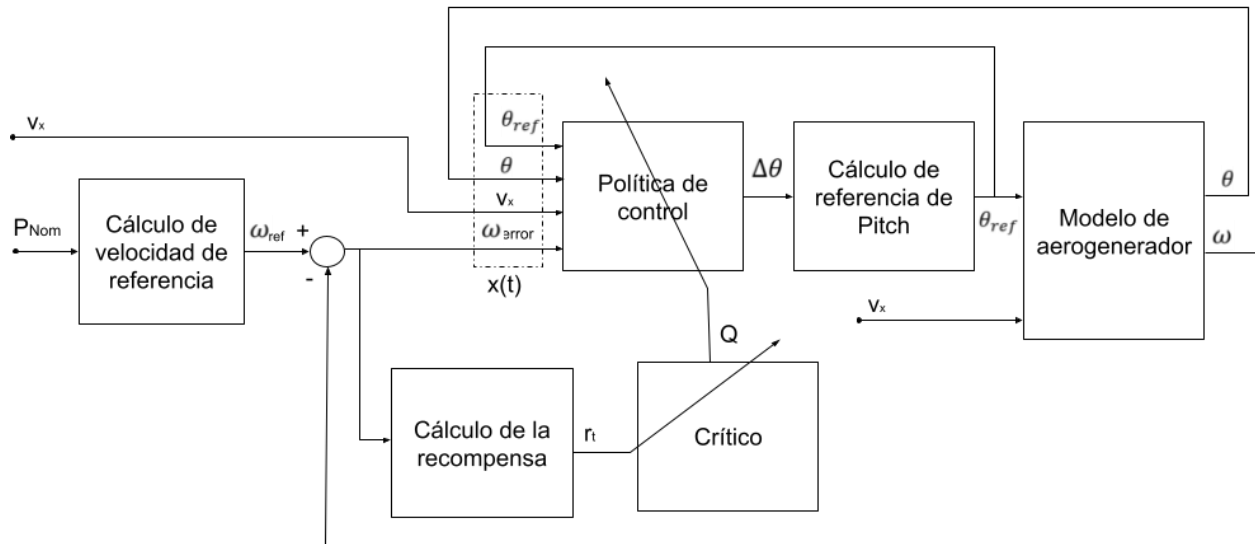 θref
vx
θ
vx
ωerror
x(t)
Política de
control
Δθ
Cálculo de
referencia de
Pitch
θref
Modelo de
aerogenerador
θ
ω
PNom
Cálculo de
velocidad de
referencia
ωref
+
-
vx
Q
Cálculo de la
recompensa
rt
Crítico